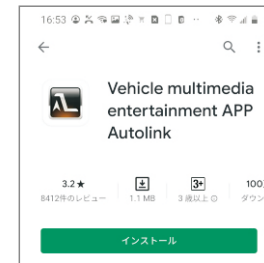 16:53
Vehicle multimedia
entertainment APP
Autolink
3.2★ 3+ 100
8412件のレビュー 1.1 MB 3 歳以上 ダウン
インストール